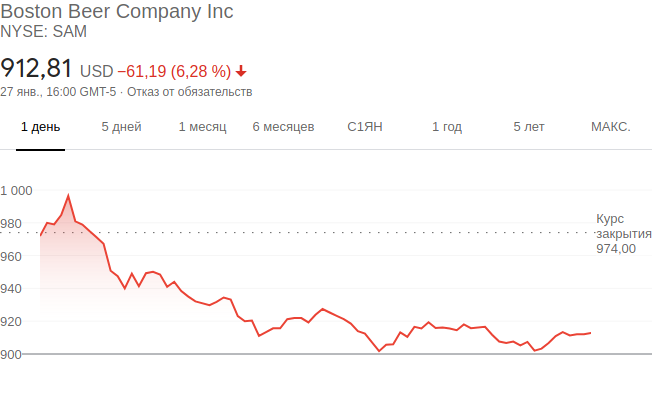 Boston Beer Company Inc
NYSE: SAM
912,81 USD −61,19 (6,28 %)
27 янв., 16:00 GMT-5 · Отказ от обязательств
1 день 5 дней 1 месяц 6 месяцев С1ЯН 1 год 5 лет МАКС.
1 000
980
960
940
920
900
Курс
закрытия
974,00